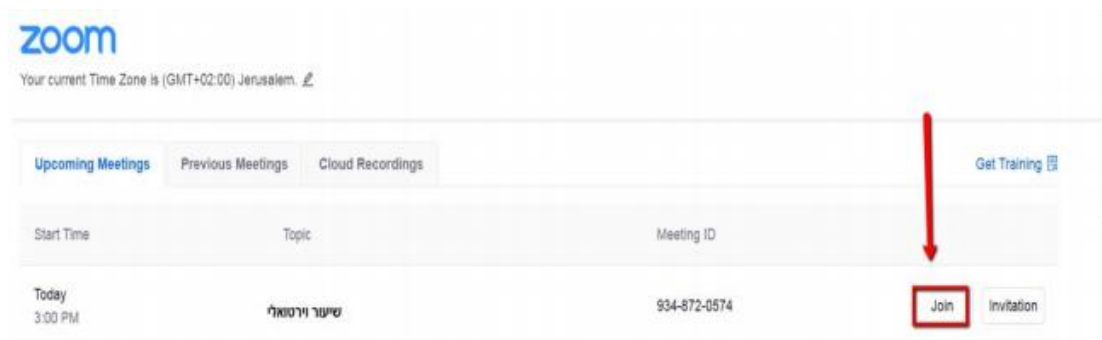 zoom
Your current Time Zone is (GMT+02:00) Jerusalem.
Upcoming Meetings Previous Meetings Cloud Recordings Get Training
Start Time Topic Meeting ID
Today
3:00 PM שיעור וירטואלי 934-872-0574 Join Invitation